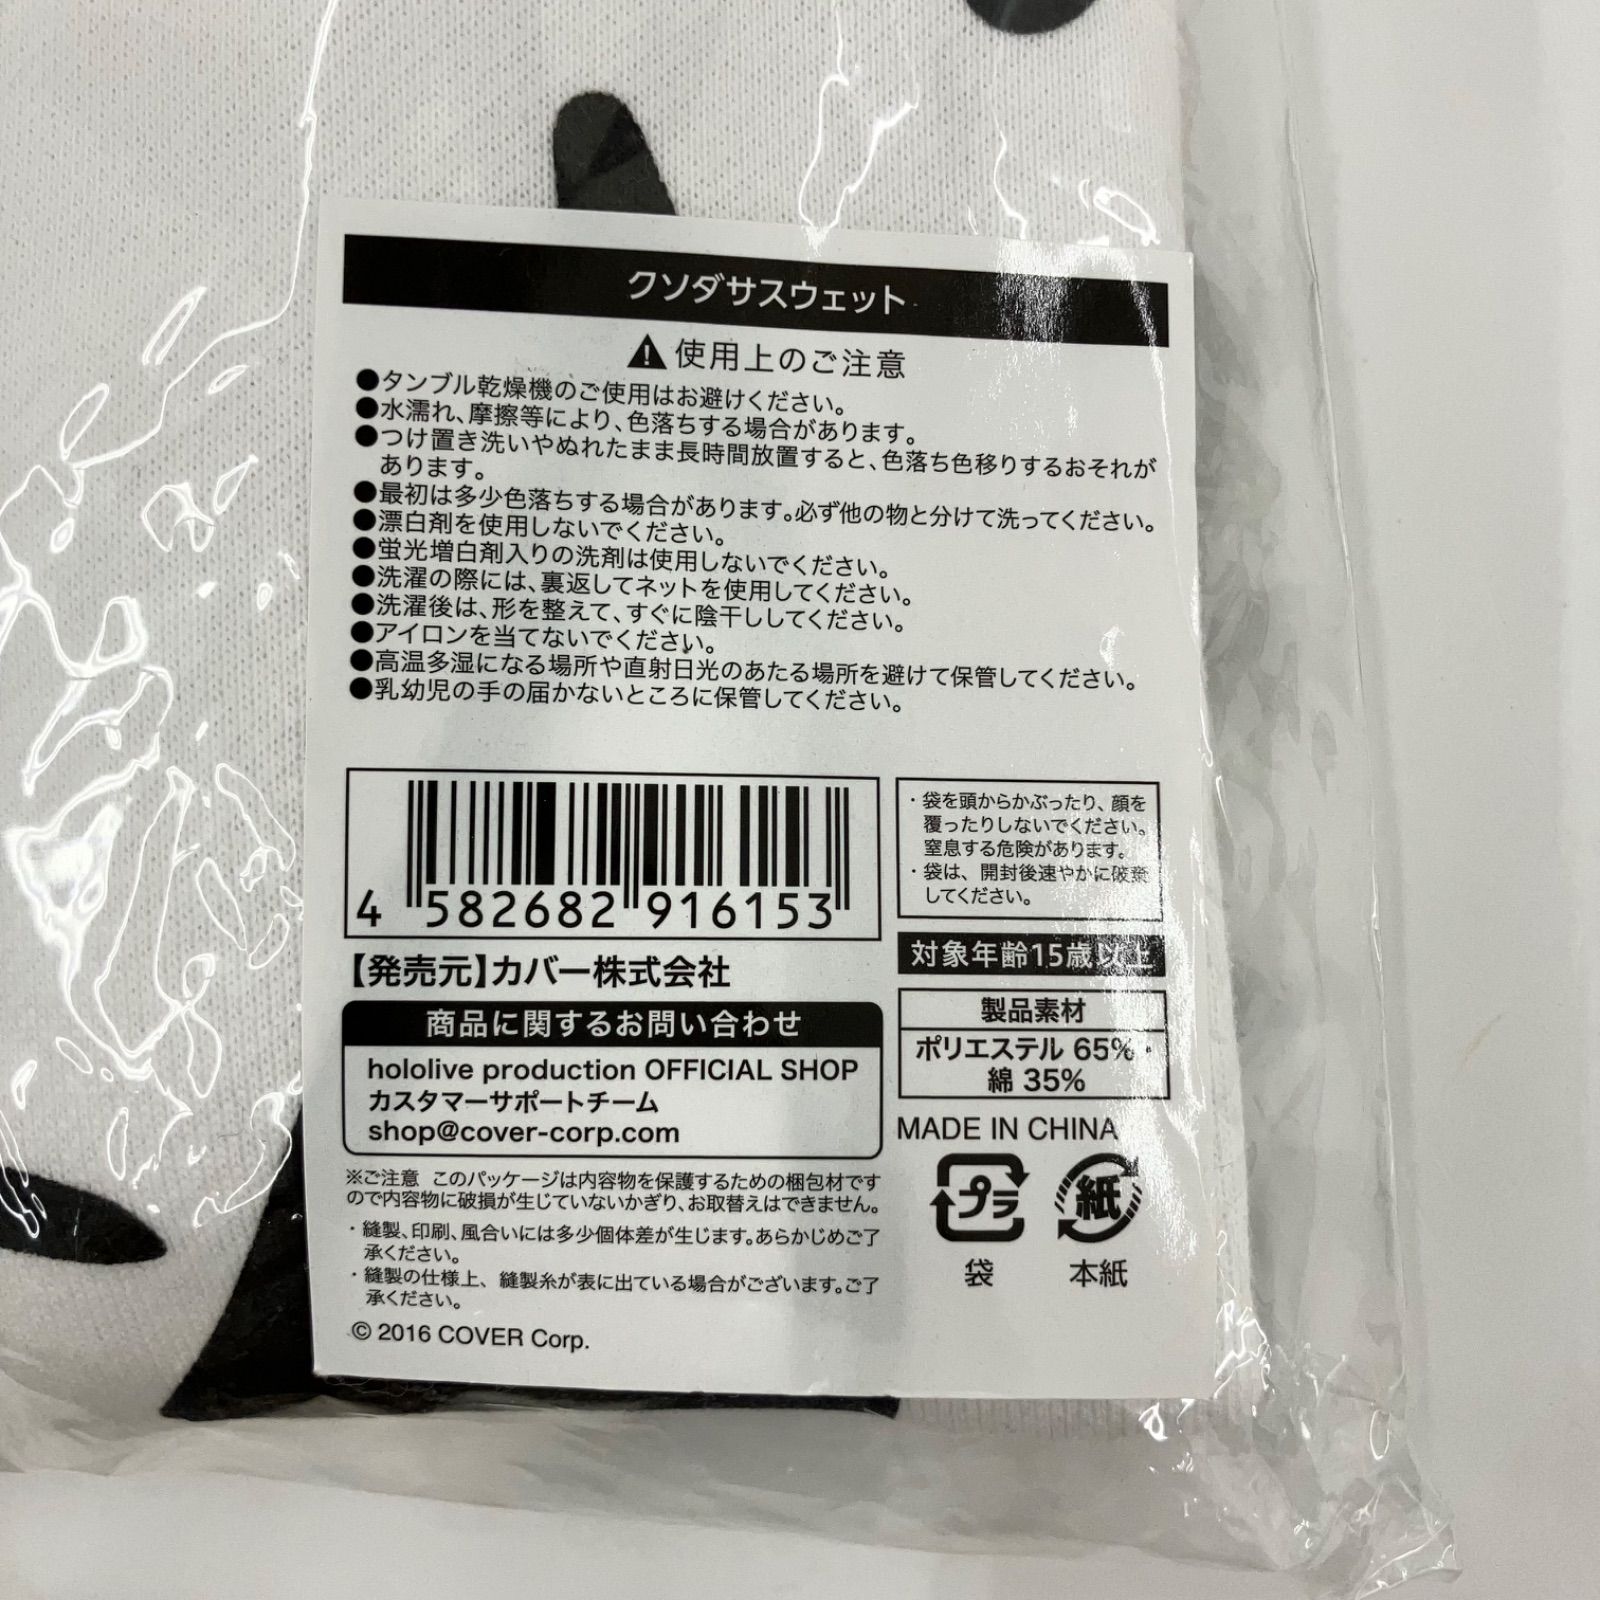 クソダサスウェット
使用上のご注意
●タンブル乾燥機のご使用はお避けください。
●水濡れ、摩擦等により、色落ちする場合があります。
●つけ置き洗いやぬれたまま長時間放置すると、色落ち色移りするおそれが
あります。
●最初は多少色落ちする場合があります。必ず他の物と分けて洗ってください。
●漂白剤を使用しないでください。
●蛍光増白剤入りの洗剤は使用しないでください。
●洗濯の際には、裏返してネットを使用してください。
●洗濯後は、形を整えて、すぐに陰干ししてください。
●アイロンを当てないでください。
●高温多湿になる場所や直射日光のあたる場所を避けて保管してください。
●乳幼児の手の届かないところに保管してください。
4 582682 916153
・袋を頭からかぶったり、顔を
覆ったりしないでください。
窒息する危険があります。
・袋は、開封後速やかに破棄
してください。
【発売元】カバー株式会社
対象年齢15歳以上
商品に関するお問い合わせ
hololive production OFFICIAL SHOP
カスタマーサポートチーム
shop@cover-corp.com
製品素材
ポリエステル 65%・
綿 35%
MADE IN CHINA
プラ
紙
袋
本紙
※ご注意 このパッケージは内容物を保護するための梱包材です
ので内容物に破損が生じていないかぎり、お取替えはできません。
・縫製、印刷、風合いには多少個体差が生じます。あらかじめご了
承ください。
・縫製の仕様上、縫製糸が表に出ている場合がございます。ご了
承ください。
© 2016 COVER Corp.